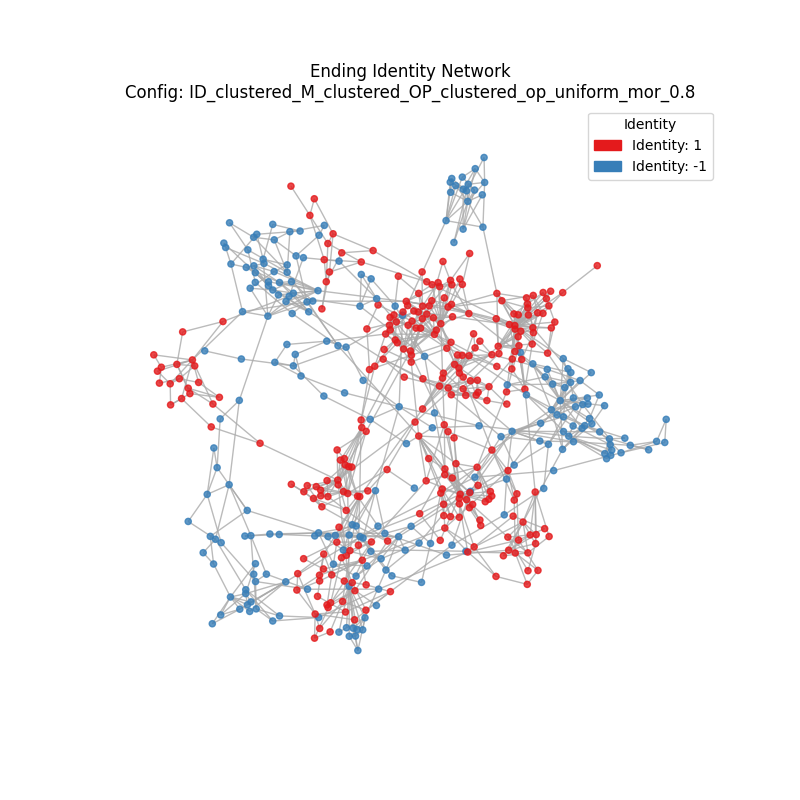 Ending Identity Network
Config: ID_clustered_M_clustered_OP_clustered_op_uniform_mor_0.8
Identity
Identity: 1
Identity: -1